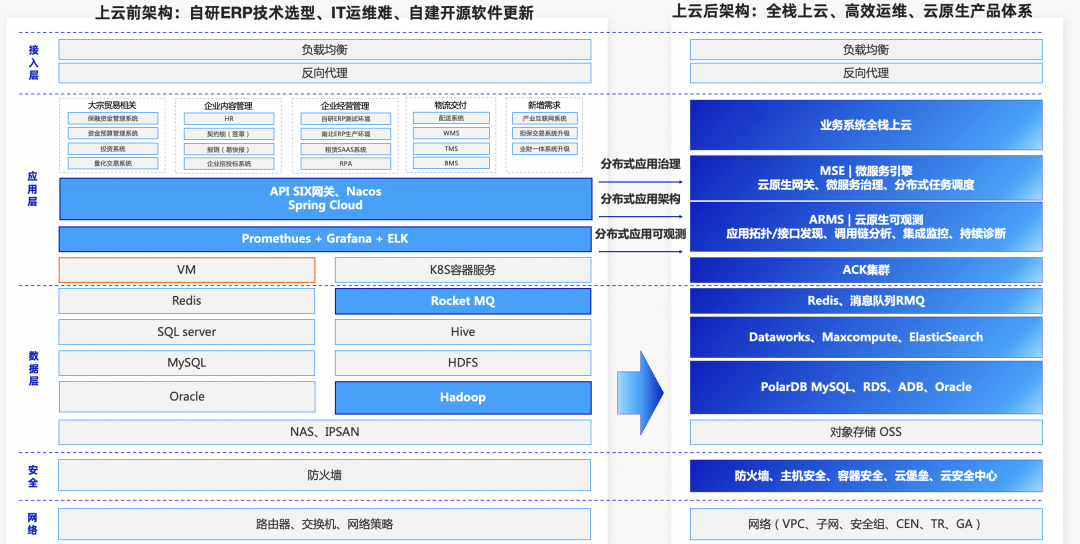 上云前架构：自研ERP技术选型、IT运维难、自建开源软件更新
上云后架构：全栈上云、高效运维、云原生产品体系
接入层
负载均衡
反向代理
负载均衡
反向代理
应用层
大宗贸易相关
保融资金管理系统
资金预算管理系统
投资系统
量化交易系统
企业内容管理
HR
契约锁（签章）
报销（易快报）
企业招投标系统
企业经营管理
自研ERP测试环境
南北ERP生产环境
租赁SAAS系统
RPA
物流交付
配送系统
WMS
TMS
BMS
新增需求
产业互联网系统
担保交易系统升级
业财一体系统升级
API SIX网关、Nacos
Spring Cloud
Promethues + Grafana + ELK
VM
K8S容器服务
分布式应用治理
分布式应用架构
分布式应用可观测
业务系统全栈上云
MSE | 微服务引擎
云原生网关、微服务治理、分布式任务调度
ARMS | 云原生可观测
应用拓扑/接口发现、调用链分析、集成监控、持续诊断
ACK集群
数据层
Redis
Rocket MQ
SQL server
Hive
MySQL
HDFS
Oracle
Hadoop
NAS、IPSAN
Redis、消息队列RMQ
Dataworks、Maxcompute、ElasticSearch
PolarDB MySQL、RDS、ADB、Oracle
对象存储 OSS
安全
防火墙
防火墙、主机安全、容器安全、云堡垒、云安全中心
网络
路由器、交换机、网络策略
网络（VPC、子网、安全组、CEN、TR、GA）